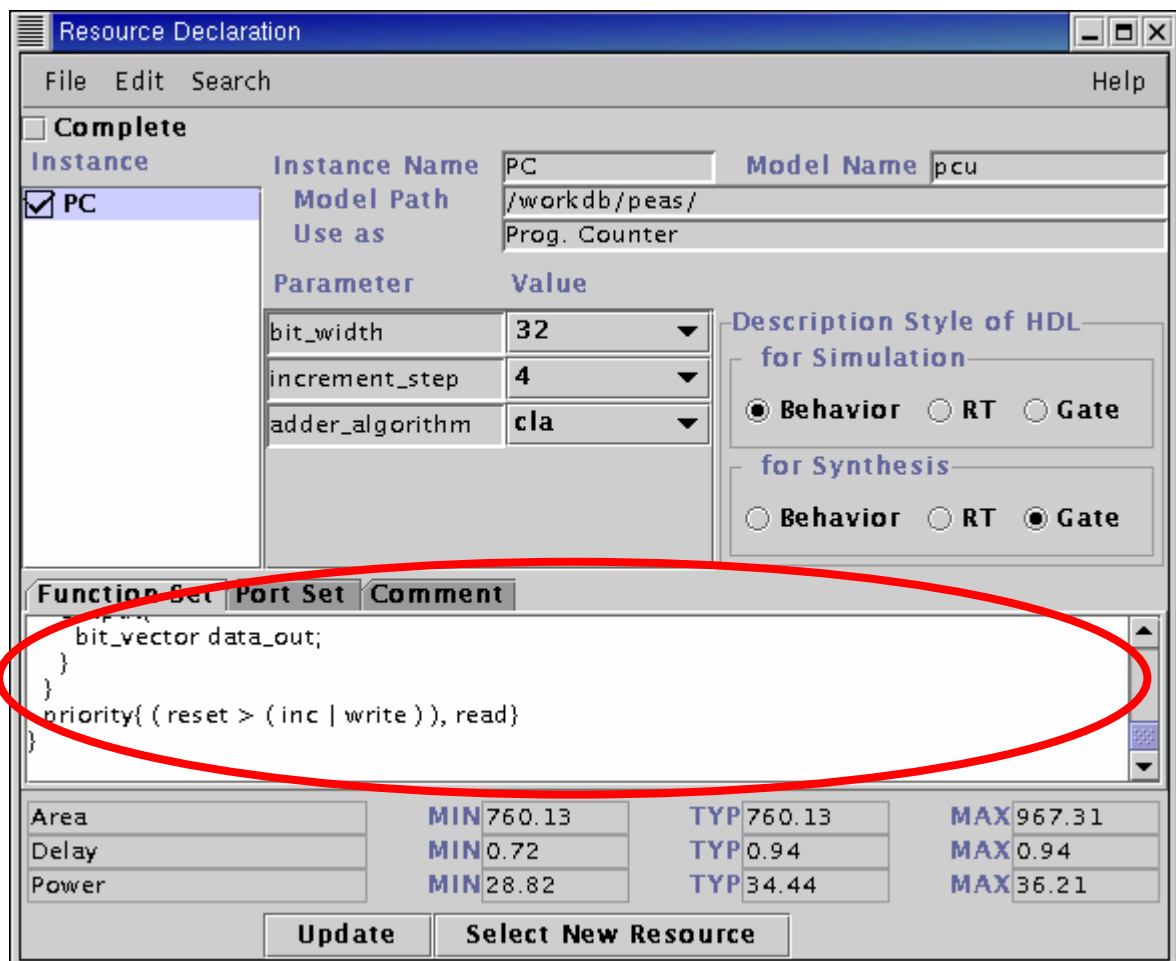 Resource Declaration
File Edit Search Help
Complete
Instance
PC
Instance Name PC Model Name pcu
Model Path /workdb/peas/
Use as Prog. Counter
Parameter Value
bit_width 32
increment_step 4
adder_algorithm cla
Description Style of HDL
for Simulation
Behavior RT Gate
for Synthesis
Behavior RT Gate
Function Set Port Set Comment
bit_vector data_out;
}
}
priority{ ( reset > ( inc | write ) ), read}
}
Area MIN 760.13 TYP 760.13 MAX 967.31
Delay MIN 0.72 TYP 0.94 MAX 0.94
Power MIN 28.82 TYP 34.44 MAX 36.21
Update Select New Resource